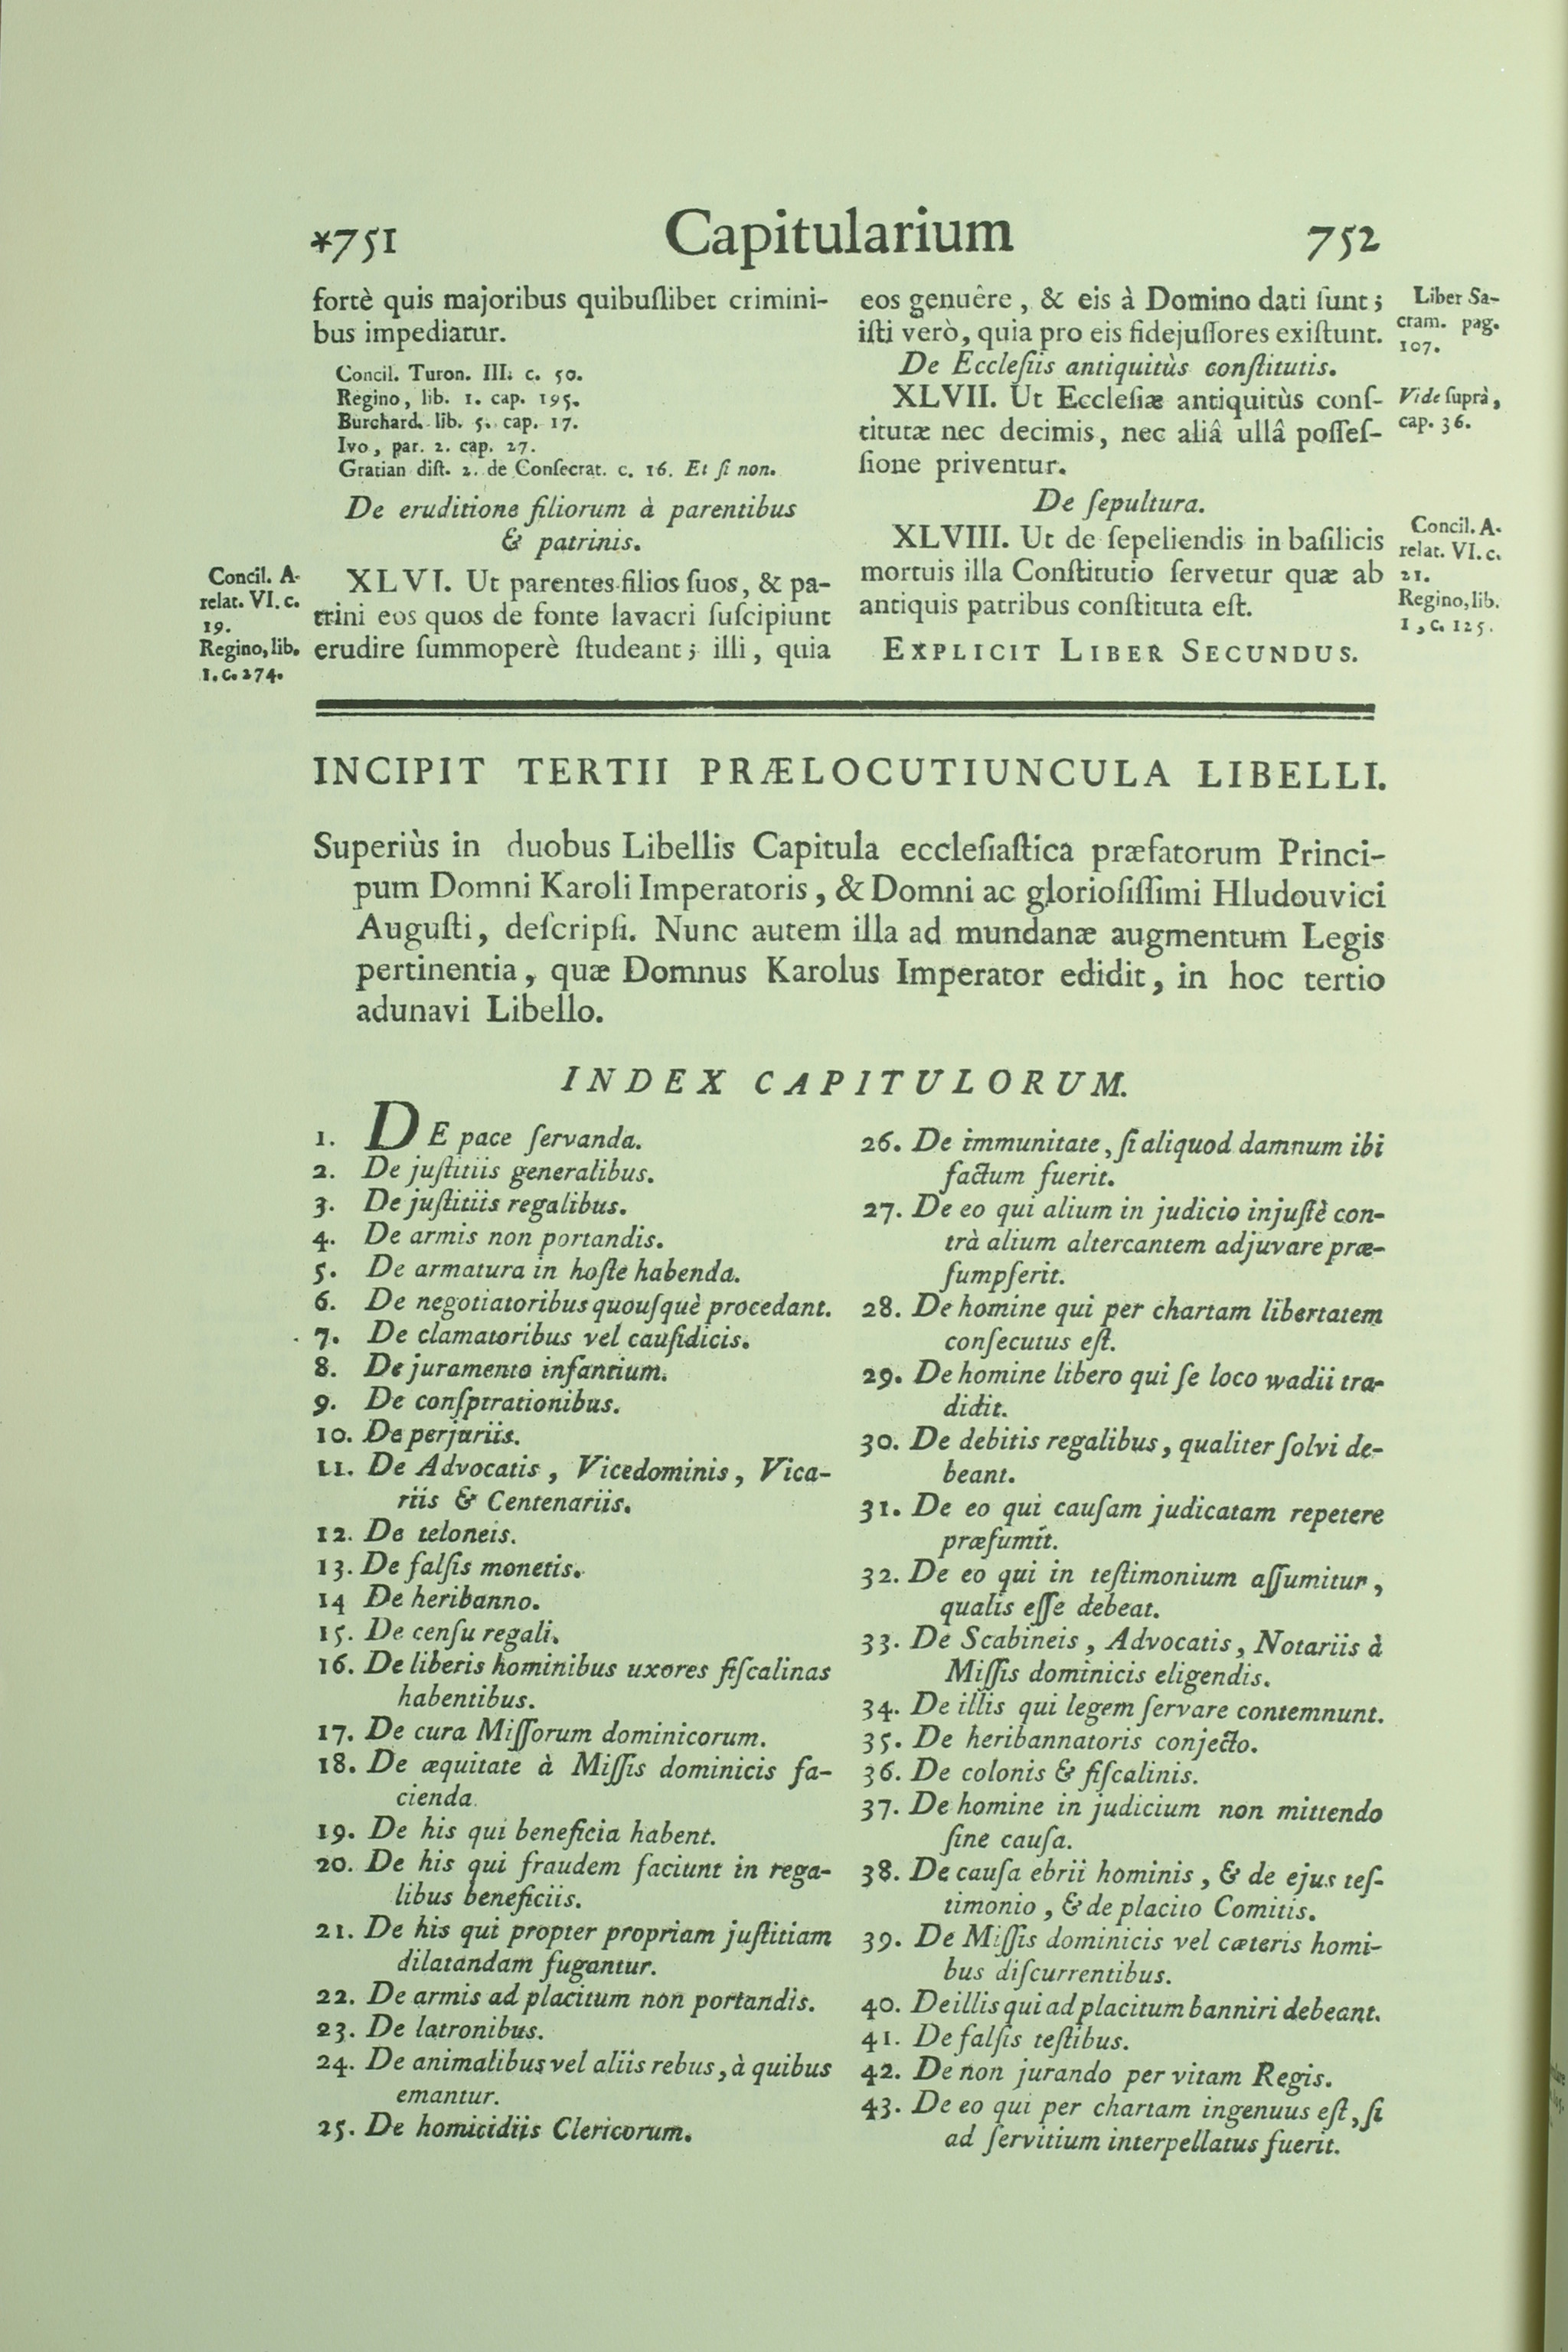 *751 Capitularium 752
fortè quis majoribus quibuſlibet crimini-
bus impediatur.
Concil. Turon. III. c. 50.
Regino, lib. 1. cap. 195.
Burchard. lib. 5. cap. 17.
Ivo, par. 2. cap. 27.
Gratian diſt. 2. de Conſecrat. c. 16. Et ſi non.
De eruditione filiorum à parentibus
& patrinis.
Concil. A-
relat. VI. c.
19.
Regino, lib.
1. c. 274.
XLVI. Ut parentes filios ſuos, & pa-
trini eos quos de fonte lavacri ſuſcipiunt
erudire ſummoperè ſtudeant; illi, quia
eos genuêre, & eis à Domino dati ſunt;
iſti verò, quia pro eis fidejuſſores exiſtunt.
Liber Sa-
cram. pag.
107.
De Eccleſiis antiquitùs conſtitutis.
XLVII. Ut Eccleſiæ antiquitùs conſ-
titutæ nec decimis, nec aliâ ullâ poſſeſ-
ſione priventur.
Vide ſuprà,
cap. 36.
De ſepultura.
XLVIII. Ut de ſepeliendis in baſilicis
mortuis illa Conſtitutio ſervetur quæ ab
antiquis patribus conſtituta eſt.
Concil. A-
relat. VI. c.
21.
Regino, lib.
1, c. 125.
EXPLICIT LIBER SECUNDUS.
INCIPIT TERTII PRÆLOCUTIUNCULA LIBELLI.
Superiùs in duobus Libellis Capitula eccleſiaſtica præfatorum Princi-
pum Domni Karoli Imperatoris, & Domni ac glorioſiſſimi Hludouvici
Auguſti, deſcripſi. Nunc autem illa ad mundanæ augmentum Legis
pertinentia, quæ Domnus Karolus Imperator edidit, in hoc tertio
adunavi Libello.
INDEX CAPITULORUM.
1. DE pace ſervanda.
2. De juſtitiis generalibus.
3. De juſtitiis regalibus.
4. De armis non portandis.
5. De armatura in hoſte habenda.
6. De negotiatoribus quouſquè procedant.
7. De clamatoribus vel cauſidicis.
8. De juramento infantium.
9. De conſpirationibus.
10. De perjuriis.
11. De Advocatis, Vicedominis, Vica-
riis & Centenariis.
12. De teloneis.
13. De falſis monetis.
14 De heribanno.
15. De cenſu regali.
16. De liberis hominibus uxores fiſcalinas
habentibus.
17. De cura Miſſorum dominicorum.
18. De æquitate à Miſſis dominicis fa-
cienda.
19. De his qui beneficia habent.
20. De his qui fraudem faciunt in rega-
libus beneficiis.
21. De his qui propter propriam juſtitiam
dilatandam fugantur.
22. De armis ad placitum non portandis.
23. De latronibus.
24. De animalibus vel aliis rebus, à quibus
emantur.
25. De homicidiis Clericorum.
26. De immunitate, ſi aliquod damnum ibi
factum fuerit.
27. De eo qui alium in judicio injuſtè con-
trà alium altercantem adjuvare præ-
ſumpſerit.
28. De homine qui per chartam libertatem
conſecutus eſt.
29. De homine libero qui ſe loco wadii tra-
didit.
30. De debitis regalibus, qualiter ſolvi de-
beant.
31. De eo qui cauſam judicatam repetere
præſumit.
32. De eo qui in teſtimonium aſſumitur,
qualis eſſe debeat.
33. De Scabineis, Advocatis, Notariis à
Miſſis dominicis eligendis.
34. De illis qui legem ſervare contemnunt.
35. De heribannatoris conjecto.
36. De colonis & fiſcalinis.
37. De homine in judicium non mittendo
ſine cauſa.
38. De cauſa ebrii hominis, & de ejus teſ-
timonio, & de placito Comitis.
39. De Miſſis dominicis vel cæteris homi-
bus diſcurrentibus.
40. De illis qui ad placitum banniri debeant.
41. De falſis teſtibus.
42. De non jurando per vitam Regis.
43. De eo qui per chartam ingenuus eſt, ſi
ad ſervitium interpellatus fuerit.